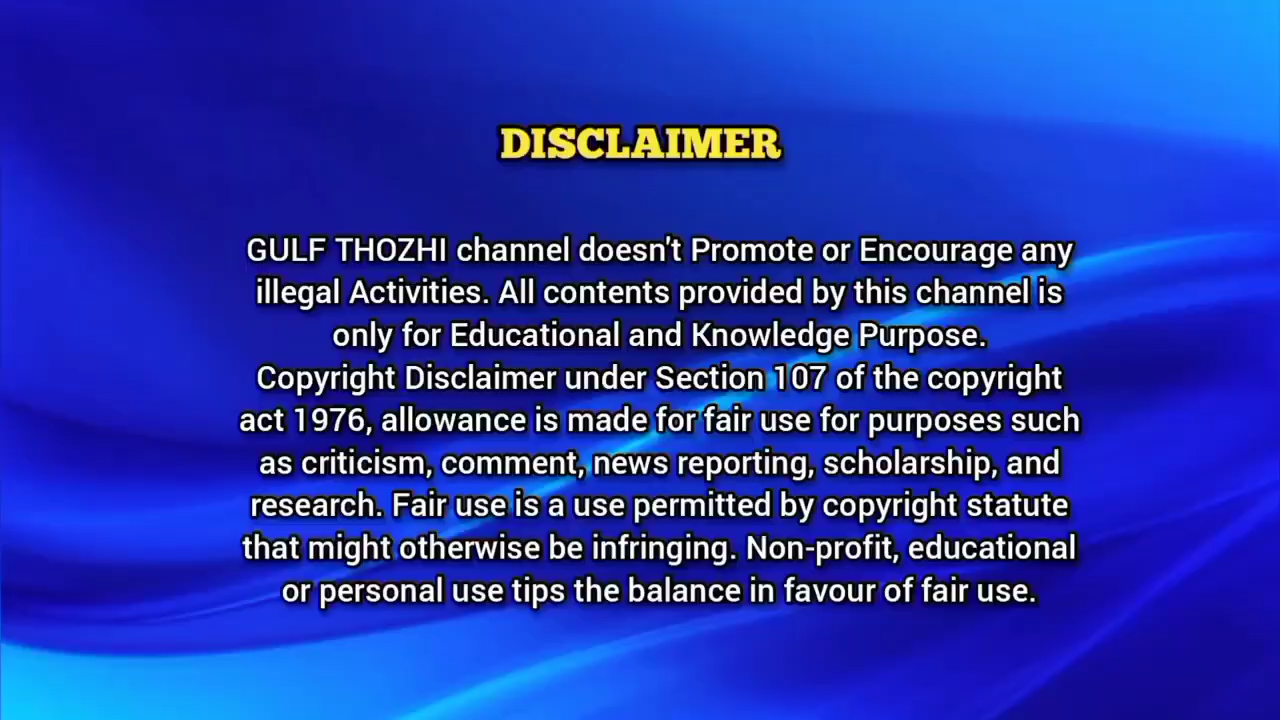 DISCLAIMER
GULF THOZHI channel doesn't Promote or Encourage any
illegal Activities. All contents provided by this channel is
only for Educational and Knowledge Purpose.
Copyright Disclaimer under Section 107 of the copyright
act 1976, allowance is made for fair use for purposes such
as criticism, comment, news reporting, scholarship, and
research. Fair use is a use permitted by copyright statute
that might otherwise be infringing. Non-profit, educational
or personal use tips the balance in favour of fair use.